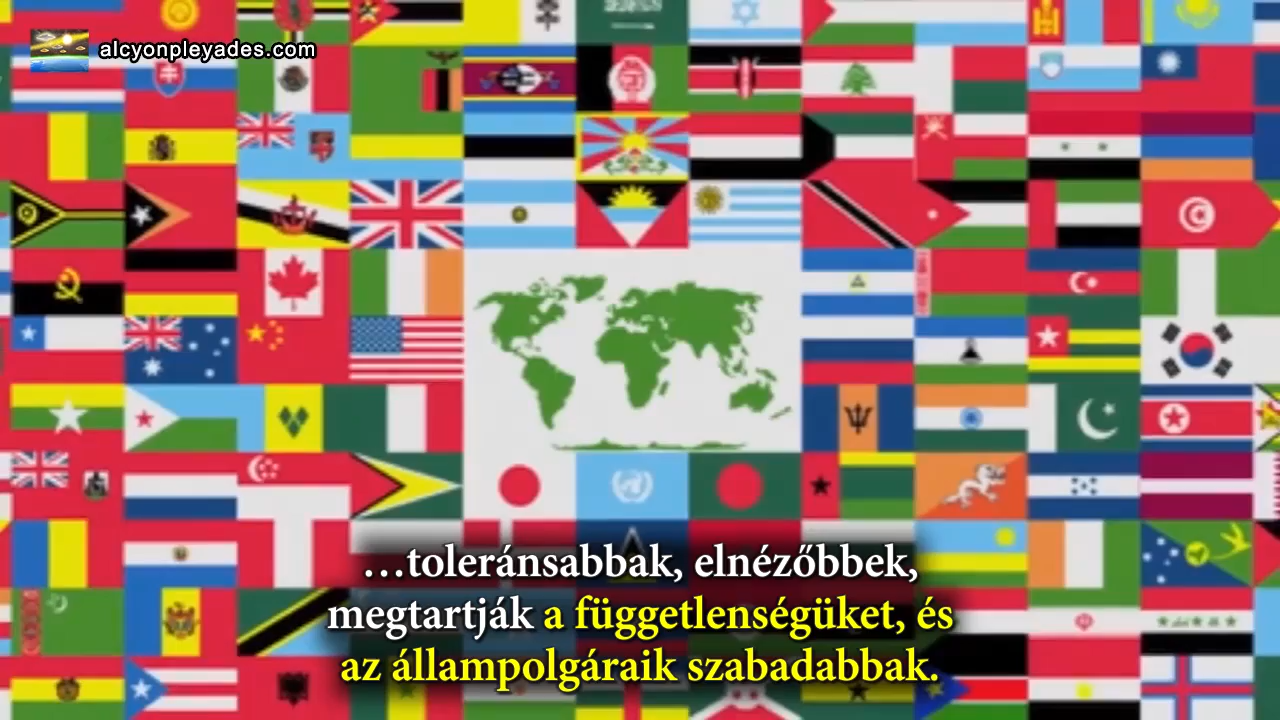 alcyonpleyades.com
…toleránsabbak, elnézőbbek,
megtartják a függetlenségüket, és
az állampolgáraik szabadabbak.